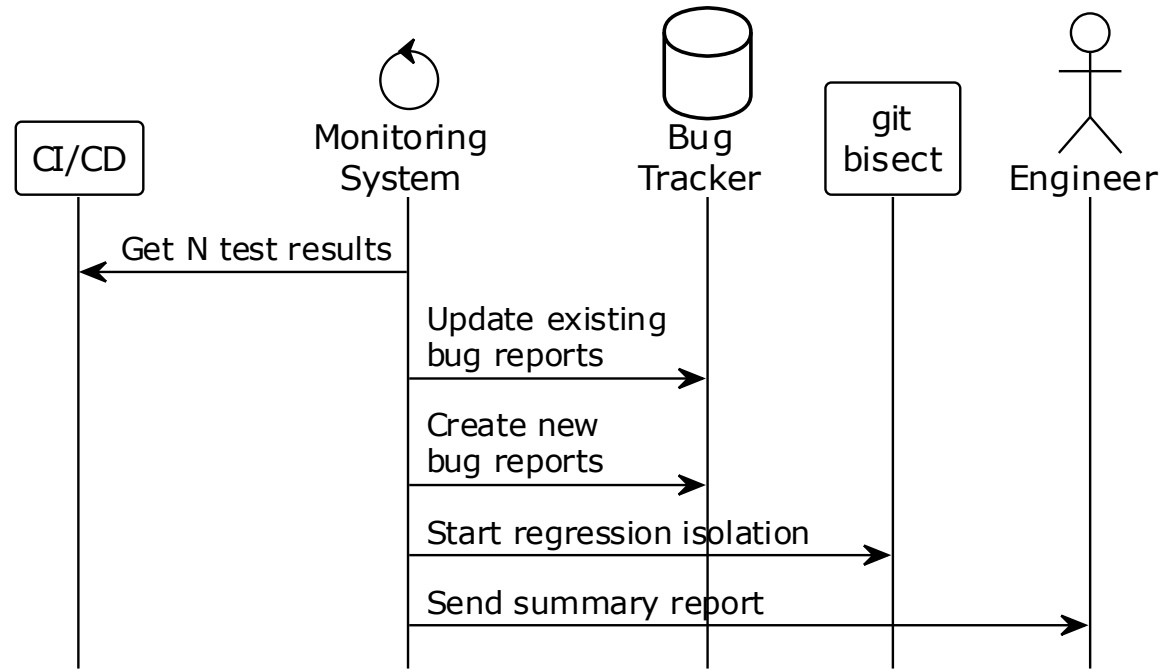 CI/CD
Monitoring
System
Bug
Tracker
git
bisect
Engineer
Get N test results
Update existing
bug reports
Create new
bug reports
Start regression isolation
Send summary report